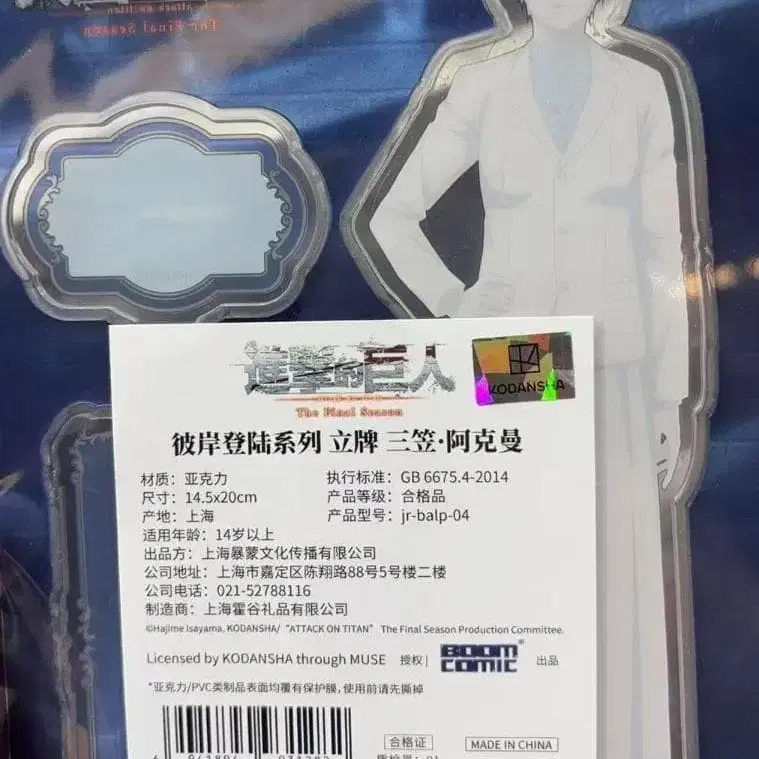 The Final Season
進撃的巨人
The Final Season
KODANSHA
彼岸登陆系列 立牌 三笠·阿克曼
材质：亚克力 执行标准：GB 6675.4-2014
尺寸：14.5x20cm 产品等级：合格品
产地：上海 产品型号：jr-balp-04
适用年龄：14岁以上
出品方：上海暴蒙文化传播有限公司
公司地址：上海市嘉定区陈翔路88号5号楼二楼
公司电话：021-52788116
制造商：上海霍谷礼品有限公司
©Hajime Isayama, KODANSHA/ "ATTACK ON TITAN" The Final Season Production Committee.
Licensed by KODANSHA through MUSE 授权 | BOOM COMIC ® 出品
*亚克力/PVC类制品表面均覆有保护膜，使用前请先撕掉
合格证 MADE IN CHINA